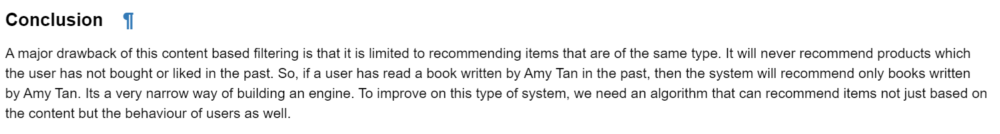 Conclusion ¶
A major drawback of this content based filtering is that it is limited to recommending items that are of the same type. It will never recommend products which
the user has not bought or liked in the past. So, if a user has read a book written by Amy Tan in the past, then the system will recommend only books written
by Amy Tan. Its a very narrow way of building an engine. To improve on this type of system, we need an algorithm that can recommend items not just based on
the content but the behaviour of users as well.